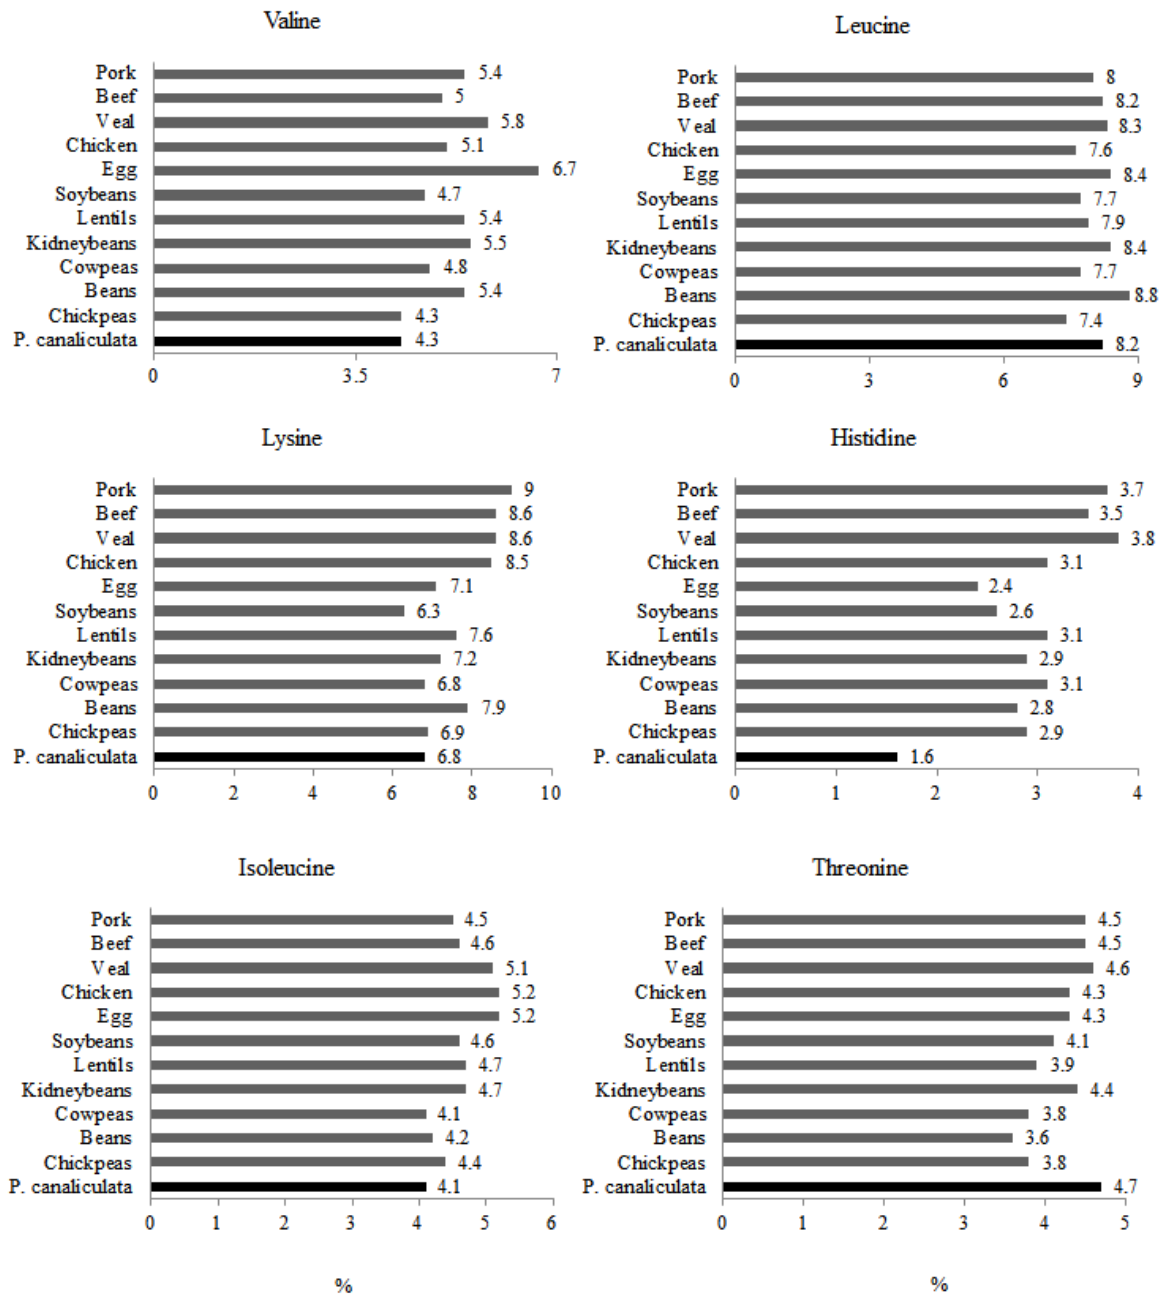 Valine
Pork 5.4
Beef 5
Veal 5.8
Chicken 5.1
Egg 6.7
Soybeans 4.7
Lentils 5.4
Kidneybeans 5.5
Cowpeas 4.8
Beans 5.4
Chickpeas 4.3
P. canaliculata 4.3
0 3.5 7
Leucine
Pork 8
Beef 8.2
Veal 8.3
Chicken 7.6
Egg 8.4
Soybeans 7.7
Lentils 7.9
Kidneybeans 8.4
Cowpeas 7.7
Beans 8.8
Chickpeas 7.4
P. canaliculata 8.2
0 3 6 9
Lysine
Pork 9
Beef 8.6
Veal 8.6
Chicken 8.5
Egg 7.1
Soybeans 6.3
Lentils 7.6
Kidneybeans 7.2
Cowpeas 6.8
Beans 7.9
Chickpeas 6.9
P. canaliculata 6.8
0 2 4 6 8 10
Histidine
Pork 3.7
Beef 3.5
Veal 3.8
Chicken 3.1
Egg 2.4
Soybeans 2.6
Lentils 3.1
Kidneybeans 2.9
Cowpeas 3.1
Beans 2.8
Chickpeas 2.9
P. canaliculata 1.6
0 1 2 3 4
Isoleucine
Pork 4.5
Beef 4.6
Veal 5.1
Chicken 5.2
Egg 5.2
Soybeans 4.6
Lentils 4.7
Kidneybeans 4.7
Cowpeas 4.1
Beans 4.2
Chickpeas 4.4
P. canaliculata 4.1
0 1 2 3 4 5 6
%
Threonine
Pork 4.5
Beef 4.5
Veal 4.6
Chicken 4.3
Egg 4.3
Soybeans 4.1
Lentils 3.9
Kidneybeans 4.4
Cowpeas 3.8
Beans 3.6
Chickpeas 3.8
P. canaliculata 4.7
0 1 2 3 4 5
%